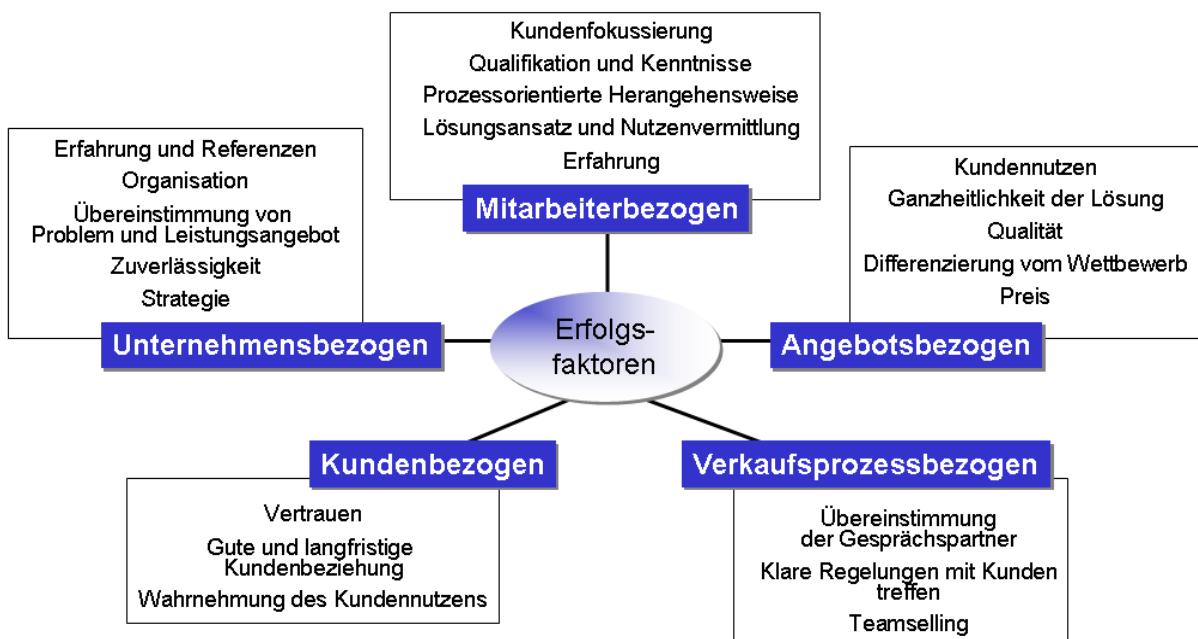 Kundenfokussierung
Qualifikation und Kenntnisse
Prozessorientierte Herangehensweise
Lösungsansatz und Nutzenvermittlung
Erfahrung
Mitarbeiterbezogen
Erfahrung und Referenzen
Organisation
Übereinstimmung von
Problem und Leistungsangebot
Zuverlässigkeit
Strategie
Unternehmensbezogen
Erfolgs-
faktoren
Kundennutzen
Ganzheitlichkeit der Lösung
Qualität
Differenzierung vom Wettbewerb
Preis
Angebotsbezogen
Kundenbezogen
Vertrauen
Gute und langfristige
Kundenbeziehung
Wahrnehmung des Kundennutzens
Verkaufsprozessbezogen
Übereinstimmung
der Gesprächspartner
Klare Regelungen mit Kunden
treffen
Teamselling